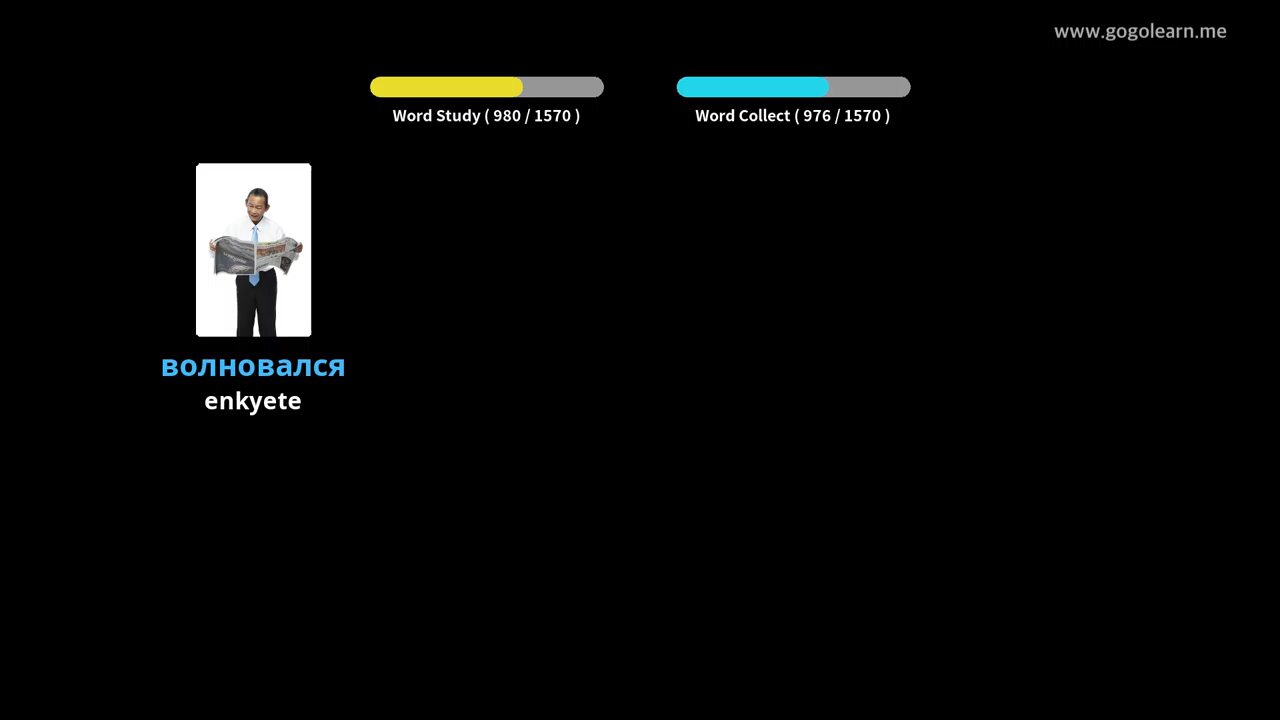 www.gogolearn.me
Word Study ( 980 / 1570 )
Word Collect ( 976 / 1570 )
волновался
enkyete